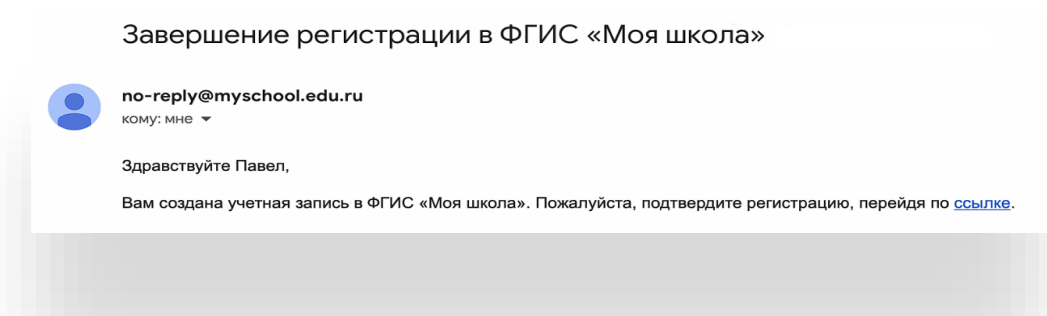 Завершение регистрации в ФГИС «Моя школа»
no-reply@myschool.edu.ru
кому: мне
Здравствуйте Павел,
Вам создана учетная запись в ФГИС «Моя школа». Пожалуйста, подтвердите регистрацию, перейдя по ссылке.